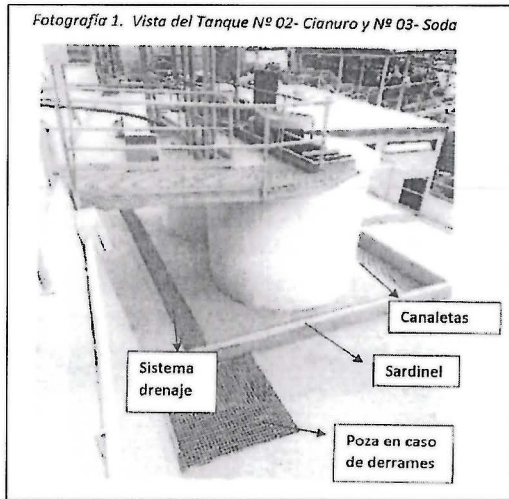 Fotografía 1. Vista del Tanque Nº 02- Cianuro y Nº 03- Soda
Canaletas
Sardinel
Sistema
drenaje
Poza en caso
de derrames